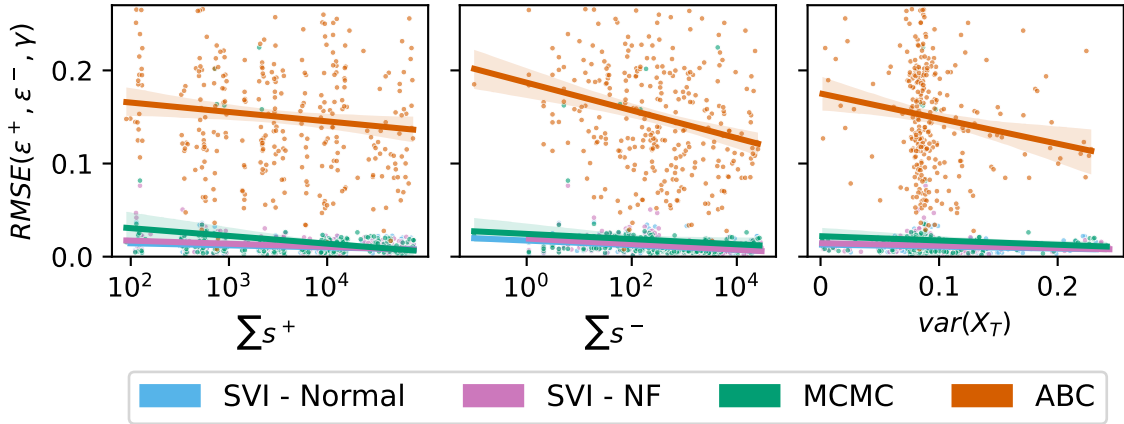 RMSE(ε⁺, ε⁻, γ)
0.2
0.1
0.0
10² 10³ 10⁴
10⁰ 10² 10⁴
0 0.1 0.2
∑s⁺
∑s⁻
var(X_T)
SVI - Normal SVI - NF MCMC ABC